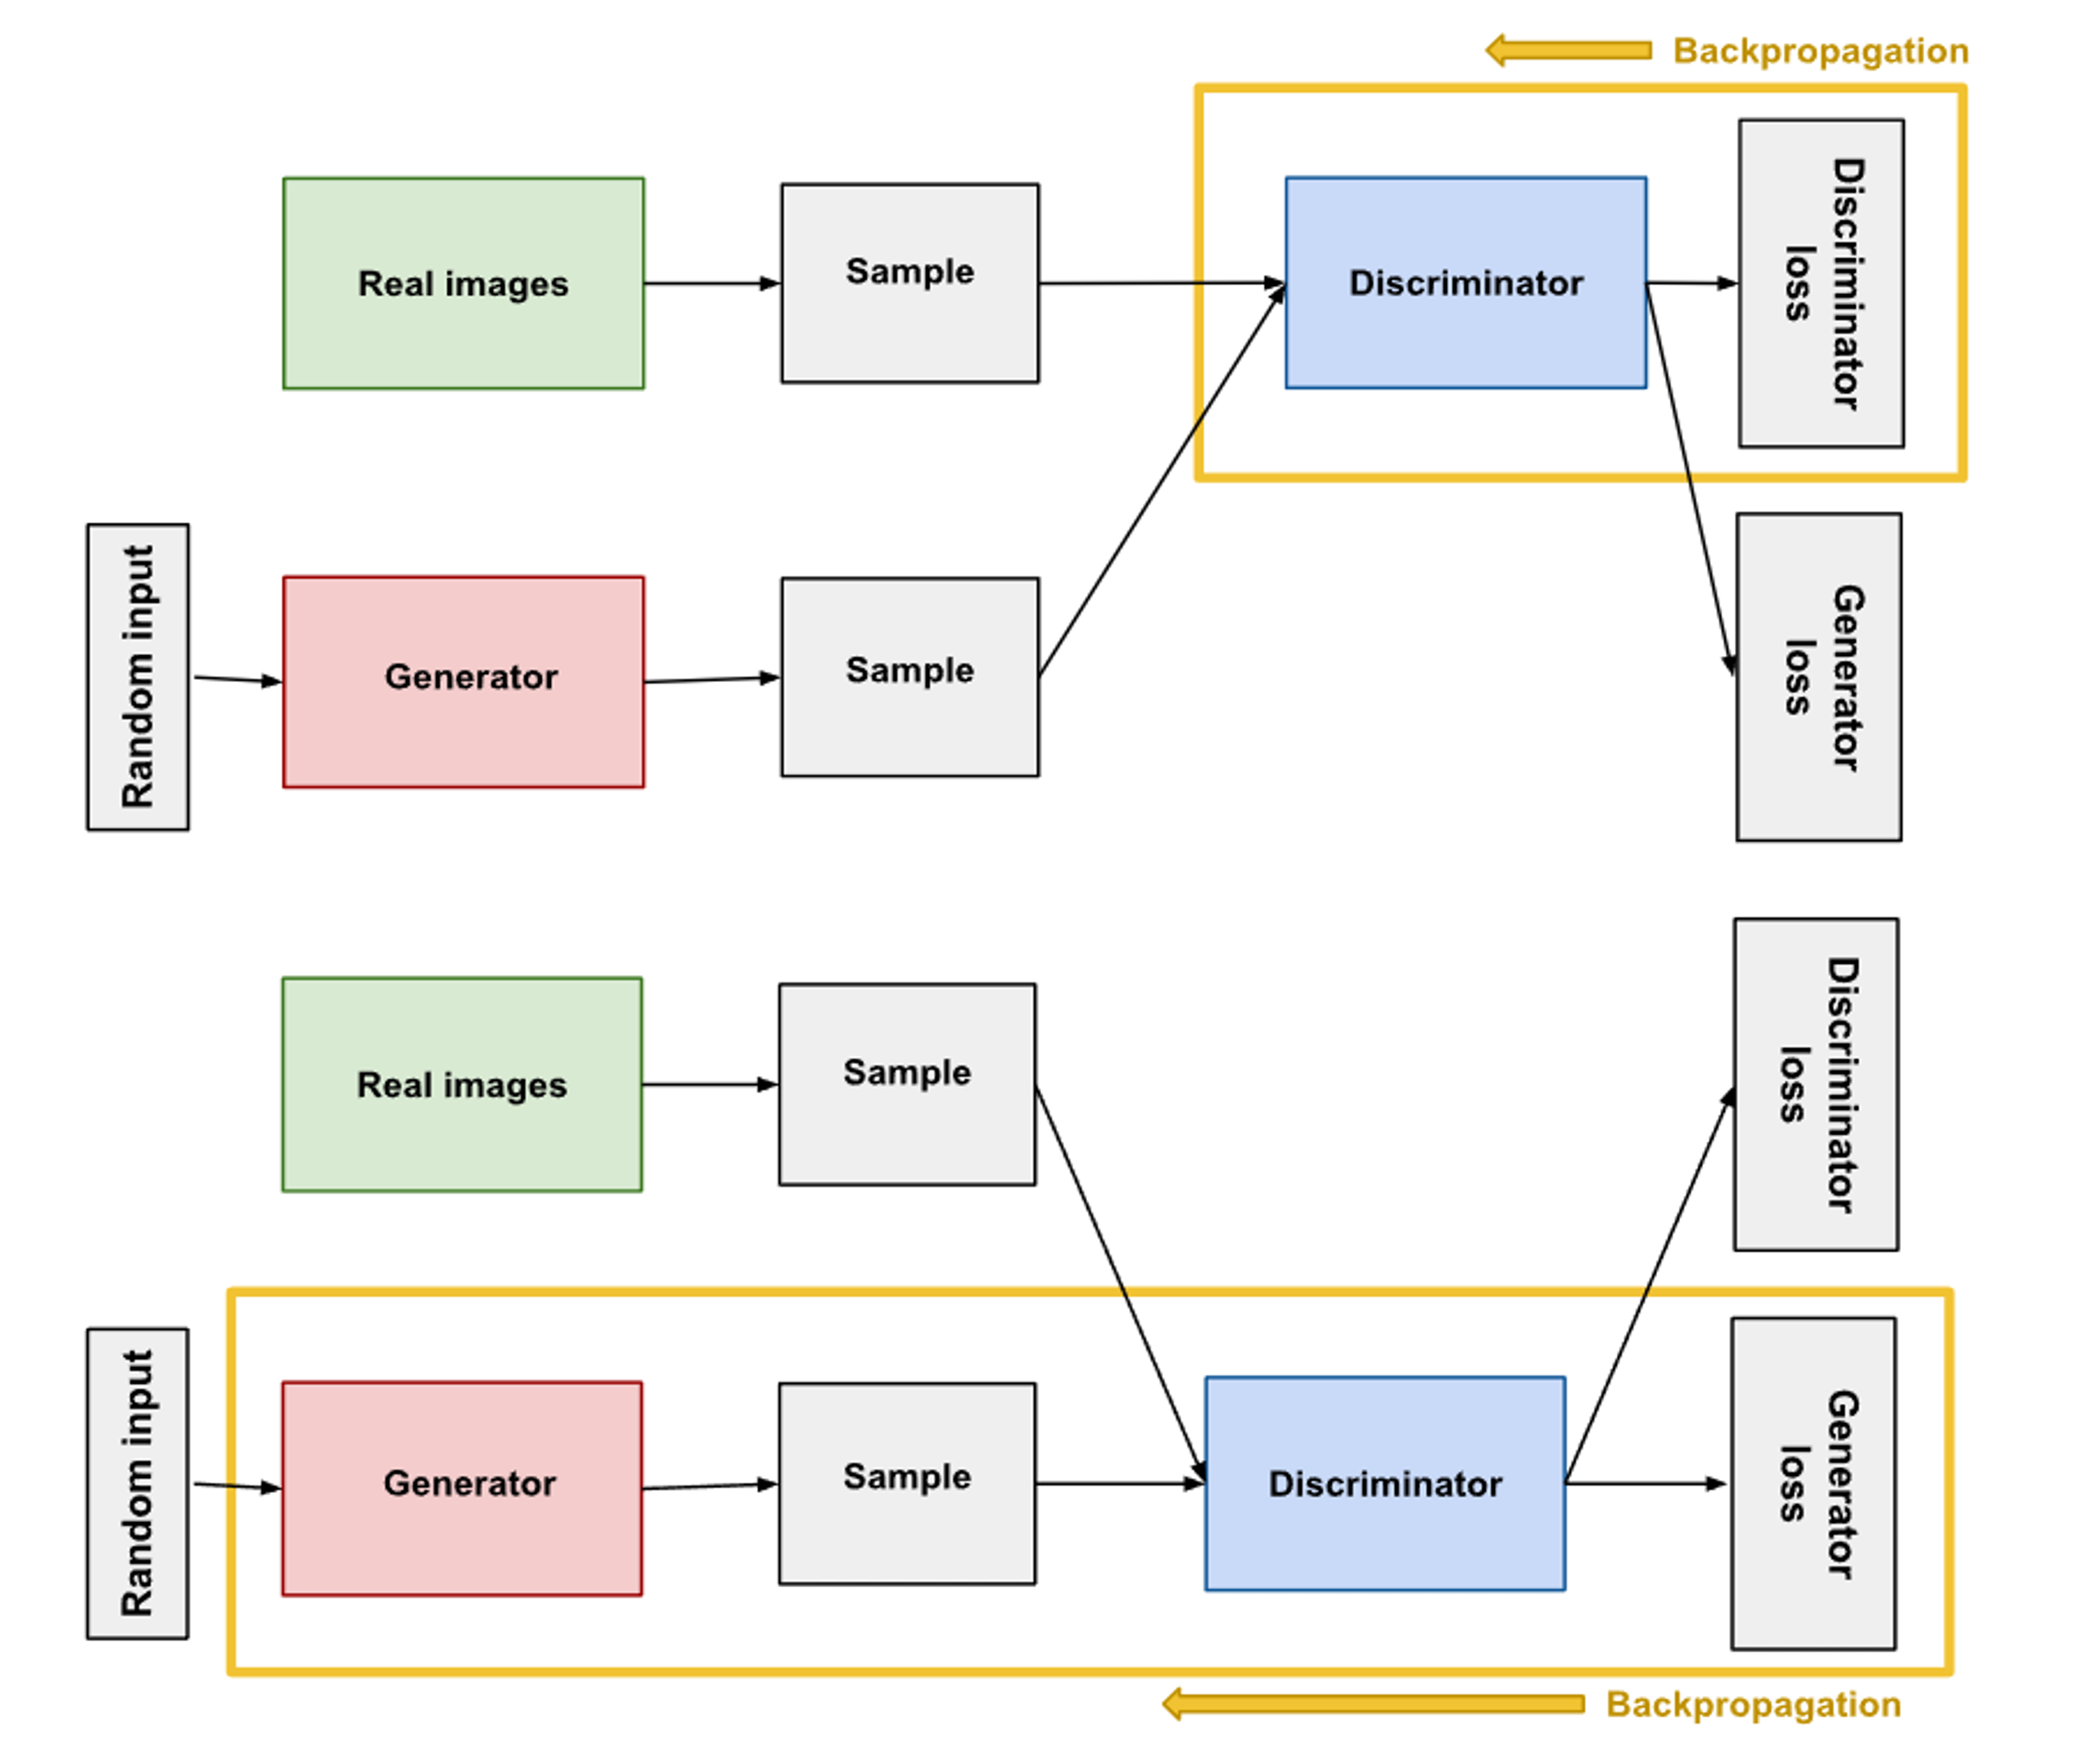 Backpropagation
Real images
Sample
Discriminator
Discriminator
loss
Random input
Generator
Sample
Generator
loss
Real images
Sample
Discriminator
loss
Random input
Generator
Sample
Discriminator
Generator
loss
Backpropagation